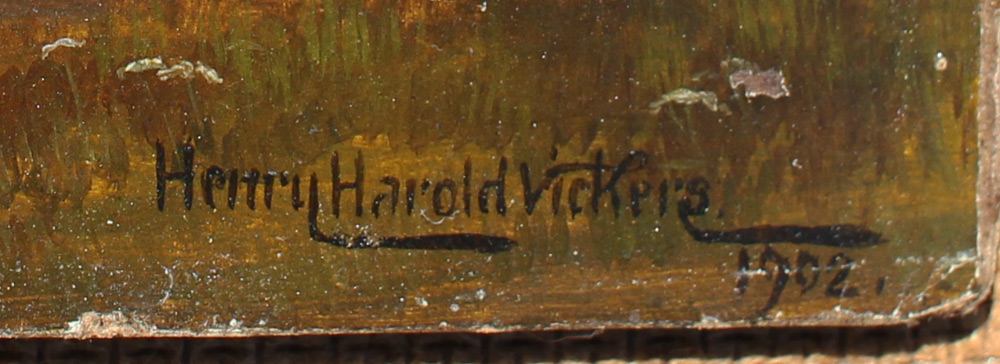 Henry Harold Vickers.
1902.